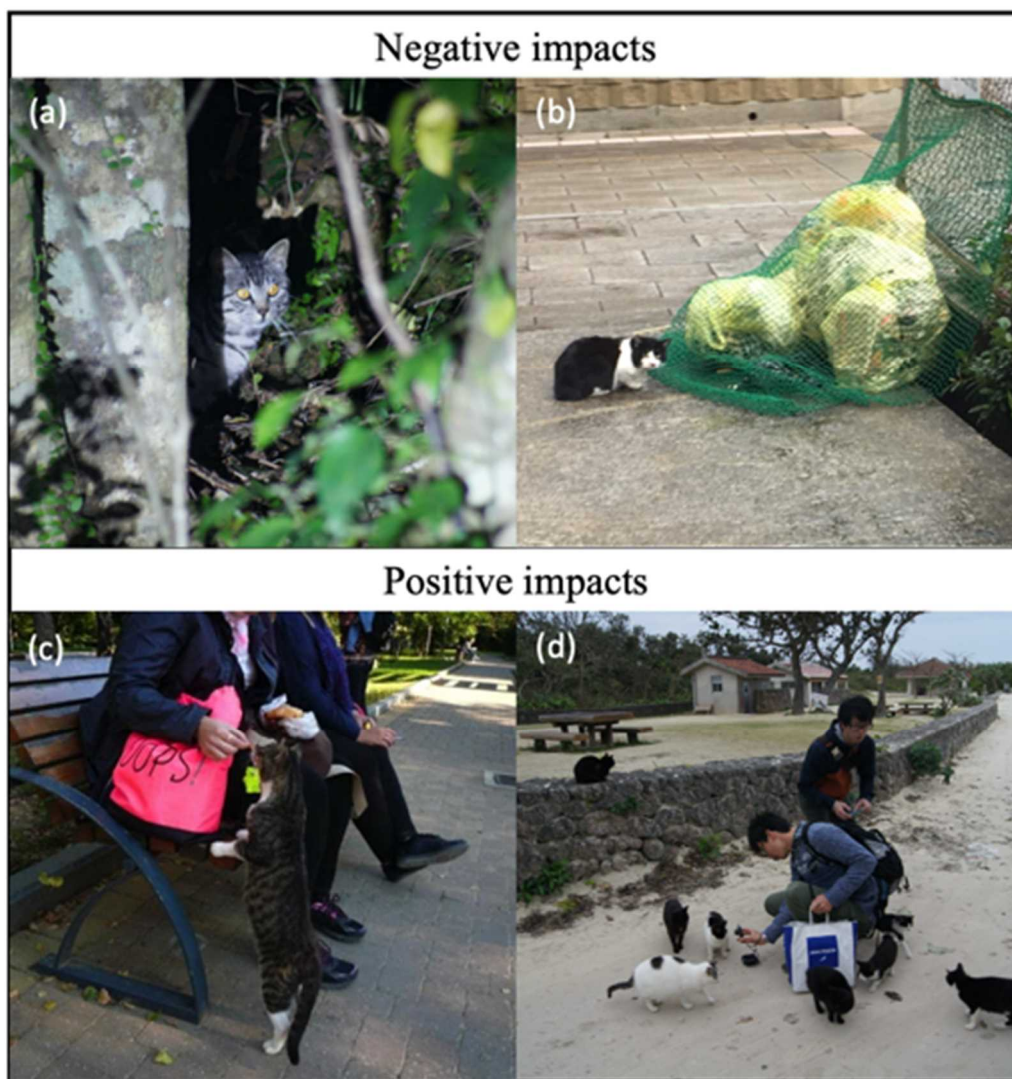 Negative impacts
(a)
(b)
Positive impacts
(c)
(d)
OOPS!